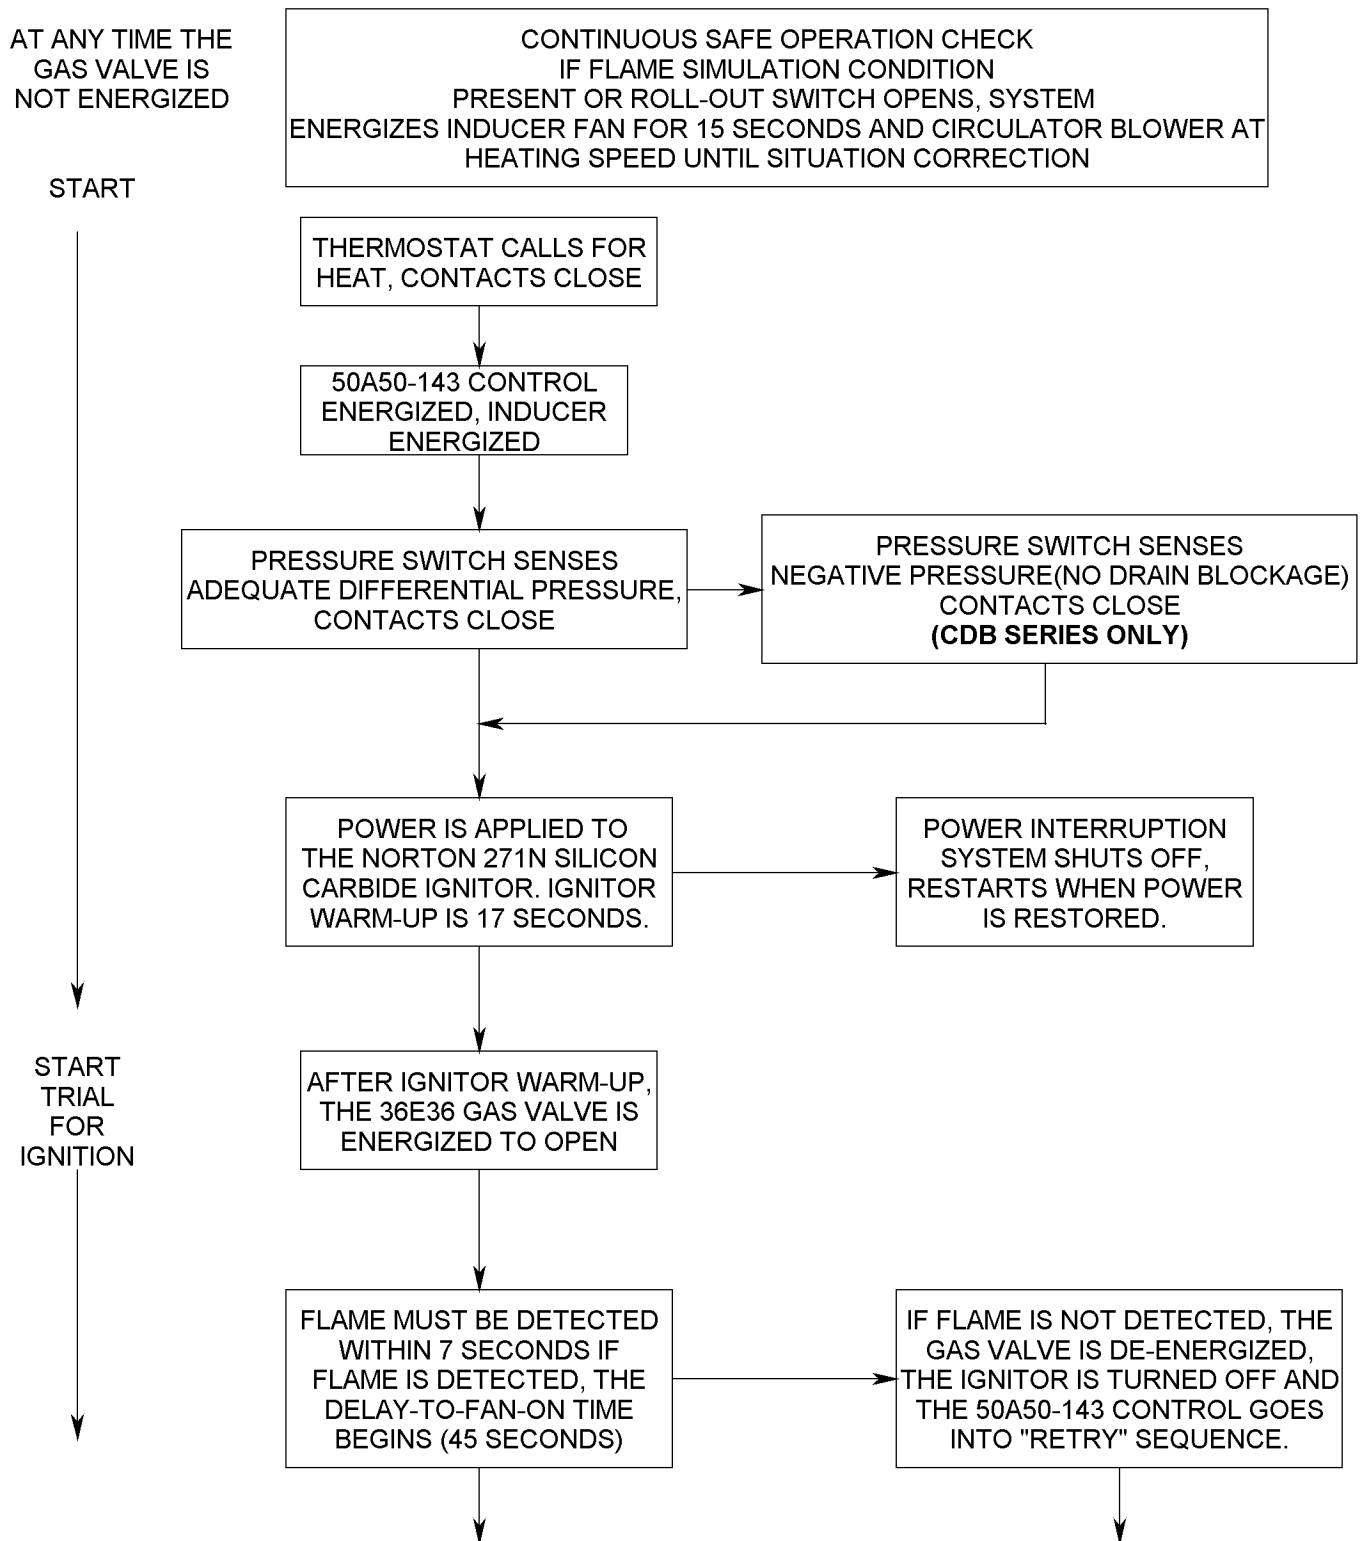 AT ANY TIME THE
GAS VALVE IS
NOT ENERGIZED
CONTINUOUS SAFE OPERATION CHECK
IF FLAME SIMULATION CONDITION
PRESENT OR ROLL-OUT SWITCH OPENS, SYSTEM
ENERGIZES INDUCER FAN FOR 15 SECONDS AND CIRCULATOR BLOWER AT
HEATING SPEED UNTIL SITUATION CORRECTION
START
THERMOSTAT CALLS FOR
HEAT, CONTACTS CLOSE
50A50-143 CONTROL
ENERGIZED, INDUCER
ENERGIZED
PRESSURE SWITCH SENSES
ADEQUATE DIFFERENTIAL PRESSURE,
CONTACTS CLOSE
PRESSURE SWITCH SENSES
NEGATIVE PRESSURE(NO DRAIN BLOCKAGE)
CONTACTS CLOSE
(CDB SERIES ONLY)
POWER IS APPLIED TO
THE NORTON 271N SILICON
CARBIDE IGNITOR. IGNITOR
WARM-UP IS 17 SECONDS.
POWER INTERRUPTION
SYSTEM SHUTS OFF,
RESTARTS WHEN POWER
IS RESTORED.
START
TRIAL
FOR
IGNITION
AFTER IGNITOR WARM-UP,
THE 36E36 GAS VALVE IS
ENERGIZED TO OPEN
FLAME MUST BE DETECTED
WITHIN 7 SECONDS IF
FLAME IS DETECTED, THE
DELAY-TO-FAN-ON TIME
BEGINS (45 SECONDS)
IF FLAME IS NOT DETECTED, THE
GAS VALVE IS DE-ENERGIZED,
THE IGNITOR IS TURNED OFF AND
THE 50A50-143 CONTROL GOES
INTO "RETRY" SEQUENCE.